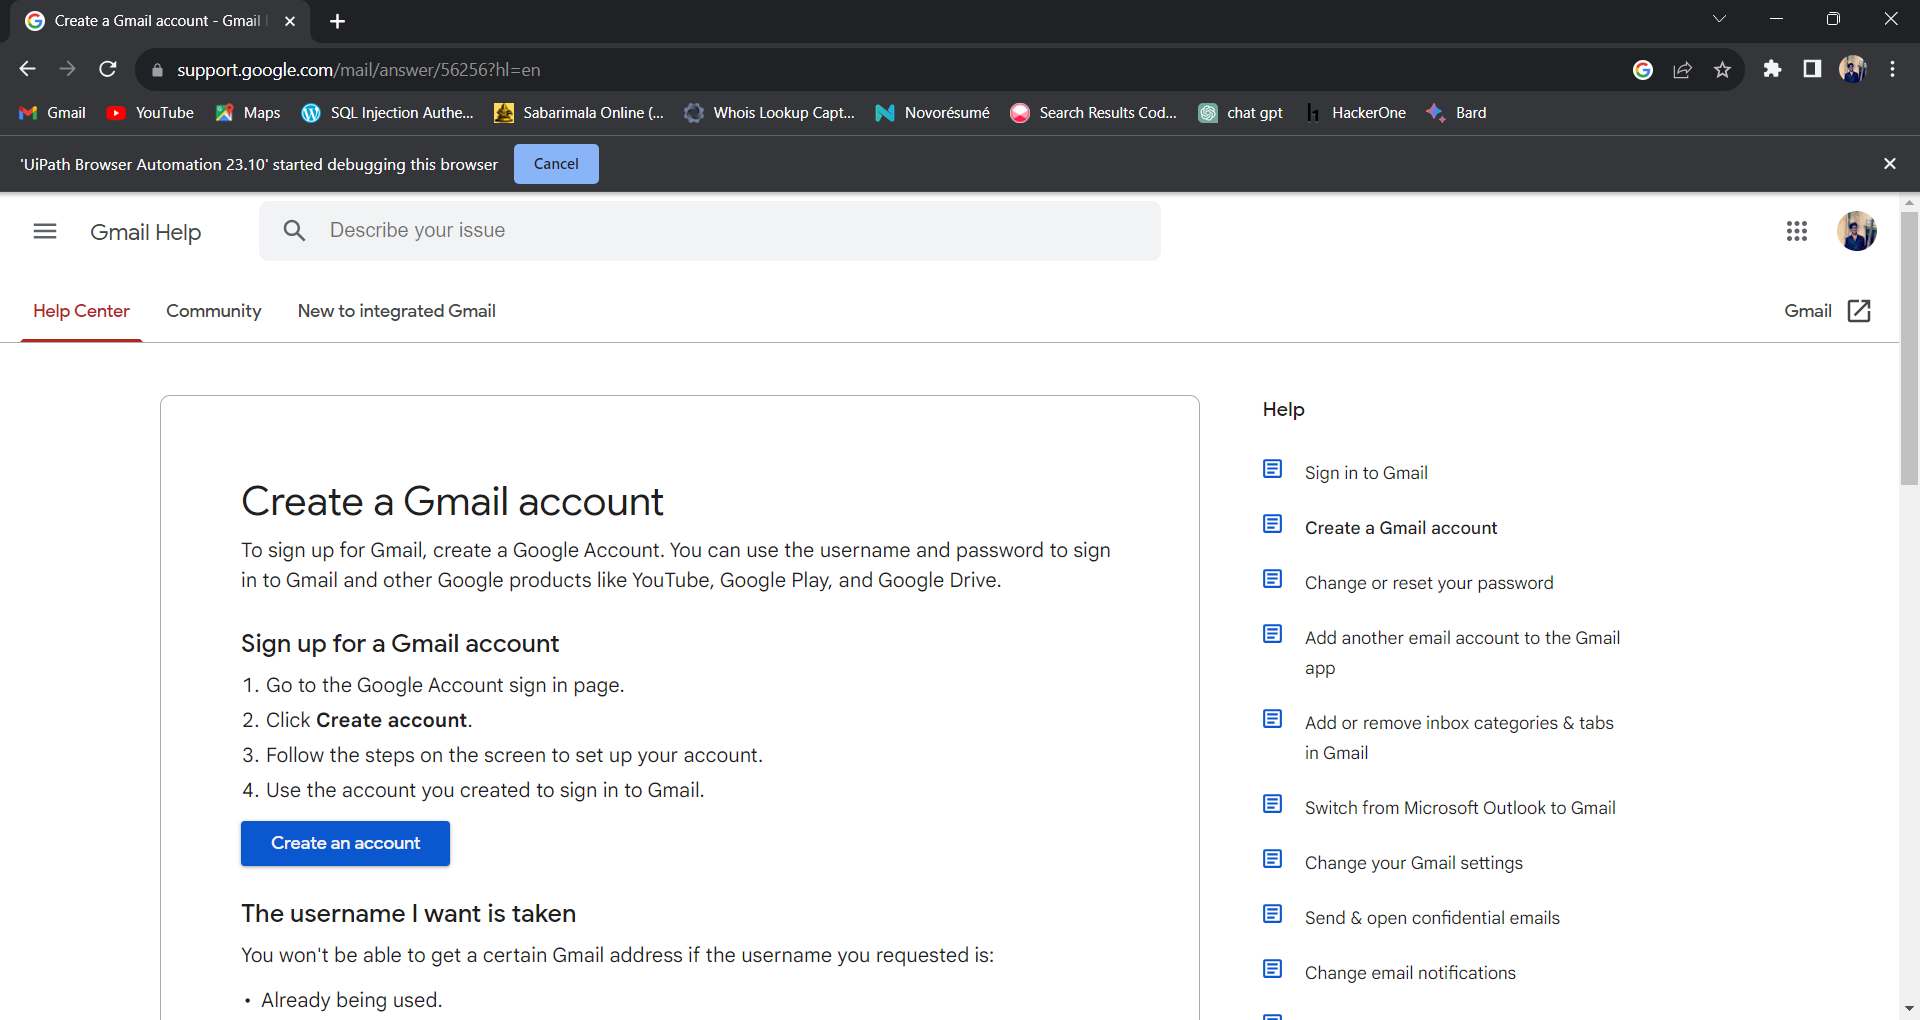 Create a Gmail account - Gmail
support.google.com/mail/answer/56256?hl=en
Gmail
YouTube
Maps
SQL Injection Authe...
Sabarimala Online (...
Whois Lookup Capt...
Novorésumé
Search Results Cod...
chat gpt
HackerOne
Bard
'UiPath Browser Automation 23.10' started debugging this browser
Cancel
Gmail Help
Describe your issue
Help Center
Community
New to integrated Gmail
Gmail
Create a Gmail account
To sign up for Gmail, create a Google Account. You can use the username and password to sign
in to Gmail and other Google products like YouTube, Google Play, and Google Drive.
Sign up for a Gmail account
1. Go to the Google Account sign in page.
2. Click Create account.
3. Follow the steps on the screen to set up your account.
4. Use the account you created to sign in to Gmail.
Create an account
The username I want is taken
You won't be able to get a certain Gmail address if the username you requested is:
• Already being used.
Help
Sign in to Gmail
Create a Gmail account
Change or reset your password
Add another email account to the Gmail
app
Add or remove inbox categories & tabs
in Gmail
Switch from Microsoft Outlook to Gmail
Change your Gmail settings
Send & open confidential emails
Change email notifications